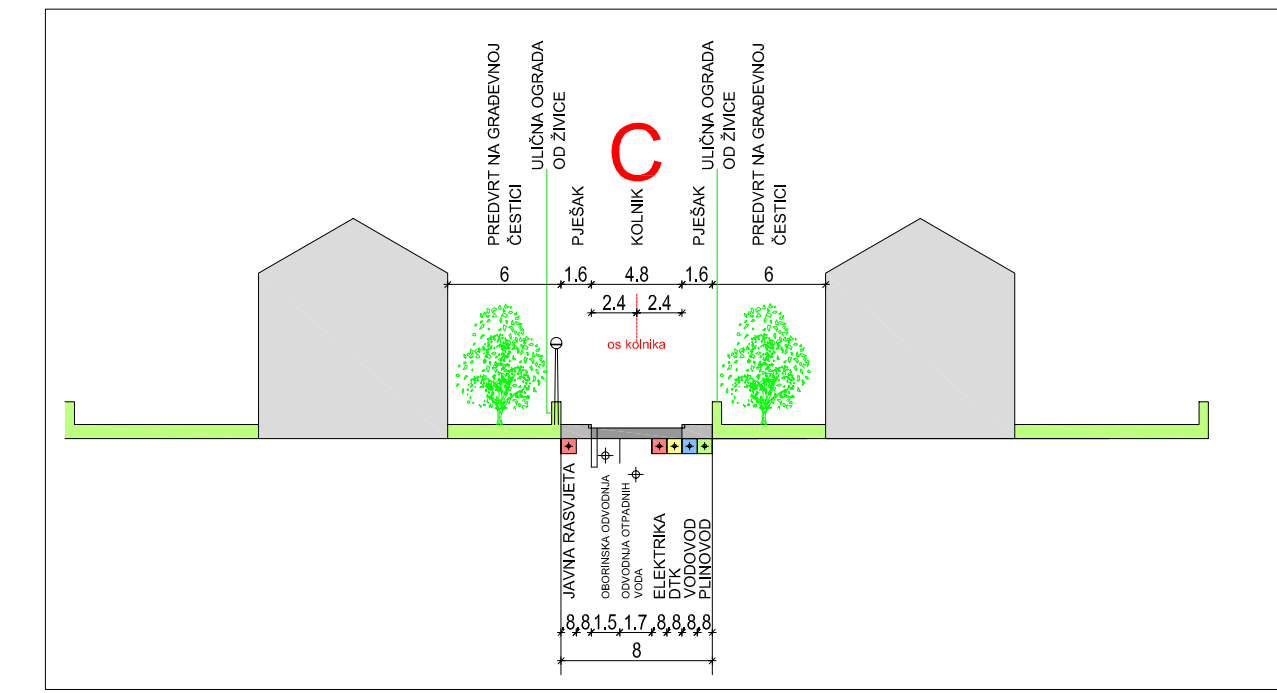 PREDVRT NA GRAĐEVNOJ
ČESTICI
ULIČNA OGRADA
OD ŽIVICE
PJEŠAK
C
KOLNIK
PJEŠAK
ULIČNA OGRADA
OD ŽIVICE
PREDVRT NA GRAĐEVNOJ
ČESTICI
6
1.6
4.8
1.6
6
2.4
2.4
os kolnika
JAVNA RASVJETA
OBORINSKA ODVODNJA
ODVODNJA OTPADNIH
VODA
ELEKTRIKA
DTK
VODOVOD
PLINOVOD
.8
.8
1.5
1.7
.8
.8
.8
.8
8